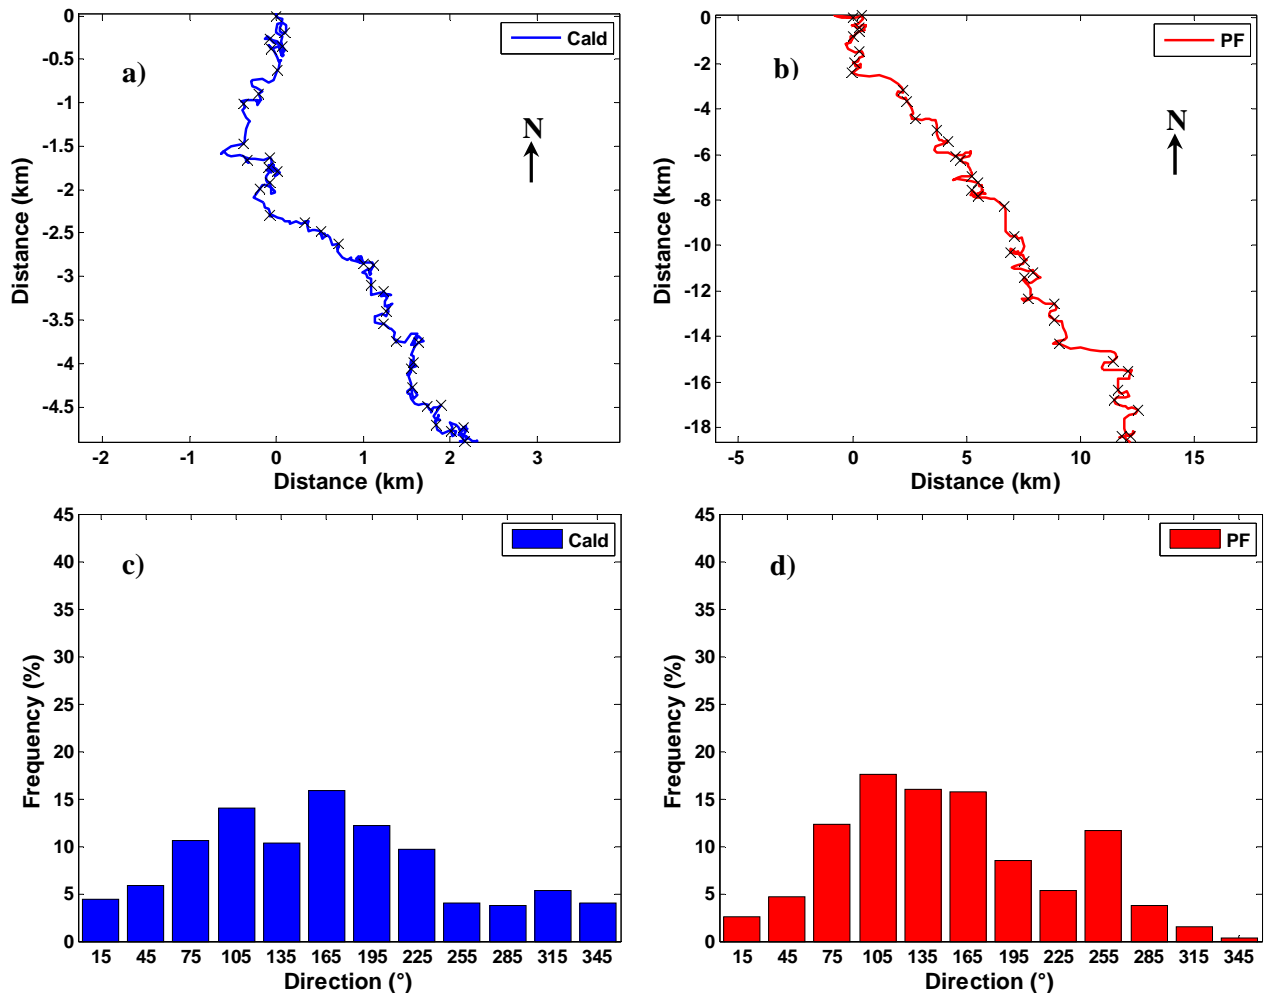 a)
Cald
N
0
-0.5
-1
-1.5
-2
-2.5
-3
-3.5
-4
-4.5
Distance (km)
-2 -1 0 1 2 3
Distance (km)
b)
PF
N
0
-2
-4
-6
-8
-10
-12
-14
-16
-18
Distance (km)
-5 0 5 10 15
Distance (km)
c)
Cald
45
40
35
30
25
20
15
10
5
0
Frequency (%)
15 45 75 105 135 165 195 225 255 285 315 345
Direction (°)
d)
PF
45
40
35
30
25
20
15
10
5
0
Frequency (%)
15 45 75 105 135 165 195 225 255 285 315 345
Direction (°)